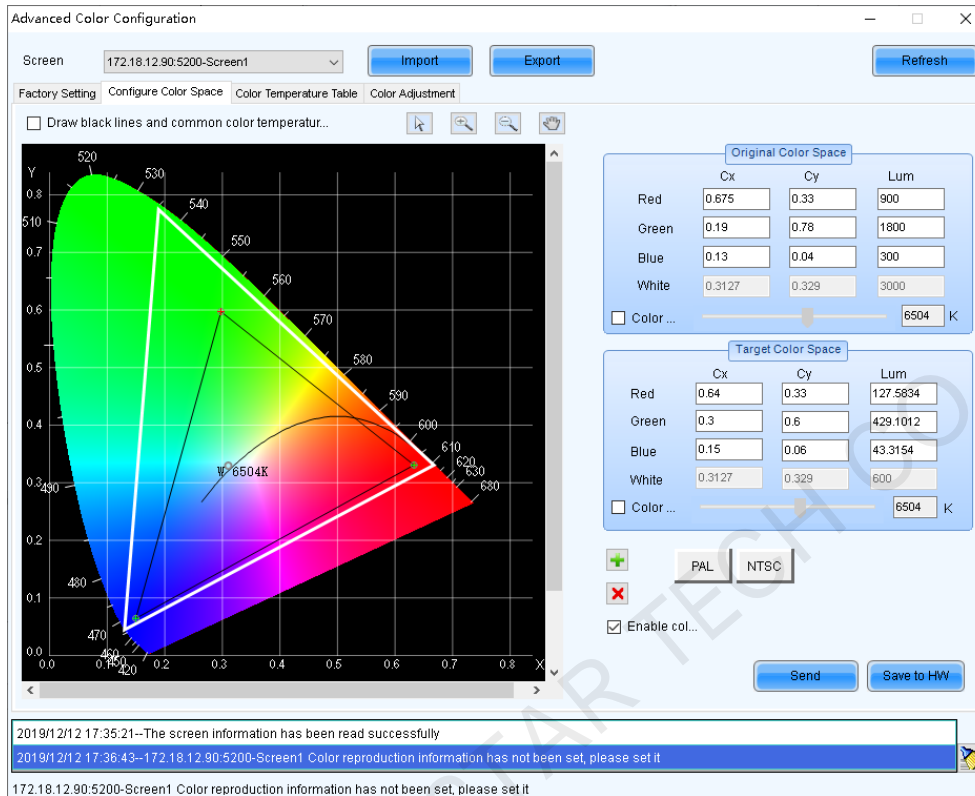 Advanced Color Configuration
Screen 172.18.12.90:5200-Screen1 Import Export Refresh
Factory Setting Configure Color Space Color Temperature Table Color Adjustment
Draw black lines and common color temperatur...
Original Color Space
Cx Cy Lum
Red 0.675 0.33 900
Green 0.19 0.78 1800
Blue 0.13 0.04 300
White 0.3127 0.329 3000
Color ... 6504 K
Target Color Space
Cx Cy Lum
Red 0.64 0.33 127.5834
Green 0.3 0.6 429.1012
Blue 0.15 0.06 43.3154
White 0.3127 0.329 600
Color ... 6504 K
PAL NTSC
Enable col...
Send Save to HW
Y
0.8
0.7
0.6
0.5
0.4
0.3
0.2
0.1
0.0
0.0 0.1 0.2 0.3 0.4 0.5 0.6 0.7 0.8 X
520
530
540
510
550
560
570
580
590
600
610
620
630
680
490
480
470
460
450
420
W 6504K
STAR TECH CO
2019/12/12 17:35:21--The screen information has been read successfully
2019/12/12 17:36:43--172.18.12.90:5200-Screen1 Color reproduction information has not been set, please set it
172.18.12.90:5200-Screen1 Color reproduction information has not been set, please set it